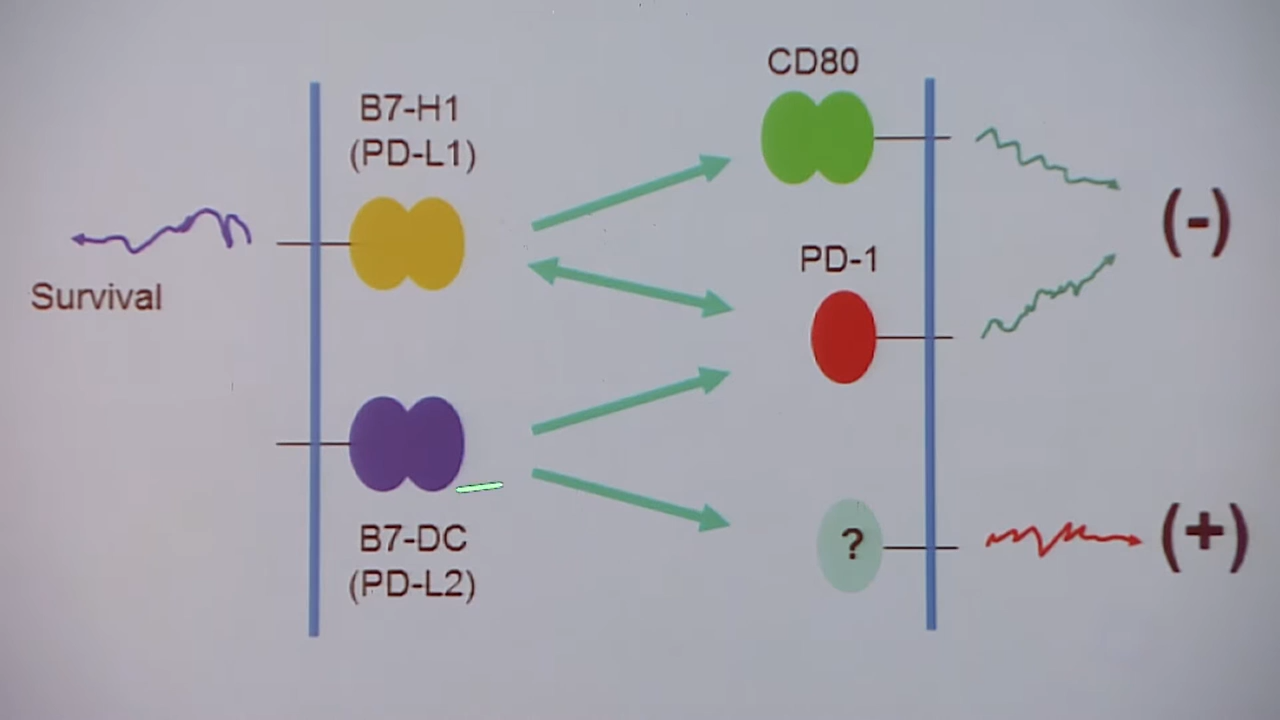 CD80
B7-H1
(PD-L1)
(-)
PD-1
Survival
?
(+)
B7-DC
(PD-L2)